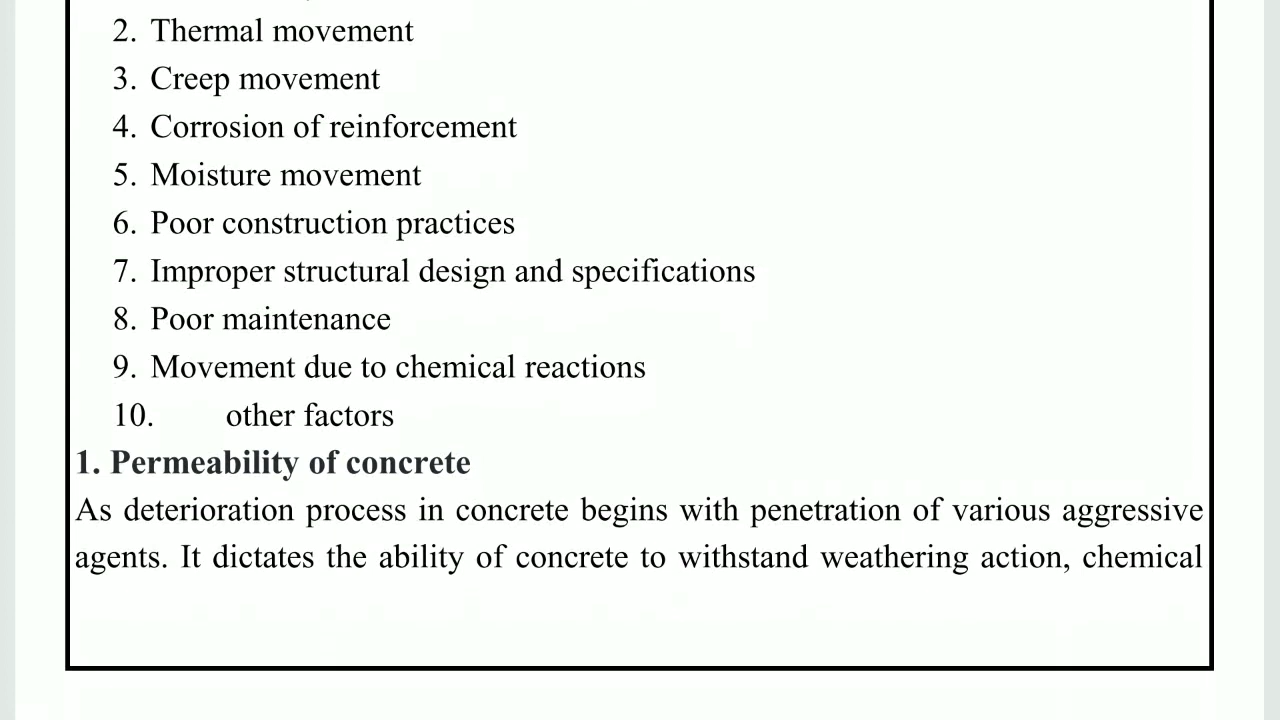 2. Thermal movement
3. Creep movement
4. Corrosion of reinforcement
5. Moisture movement
6. Poor construction practices
7. Improper structural design and specifications
8. Poor maintenance
9. Movement due to chemical reactions
10. other factors
1. Permeability of concrete
As deterioration process in concrete begins with penetration of various aggressive
agents. It dictates the ability of concrete to withstand weathering action, chemical